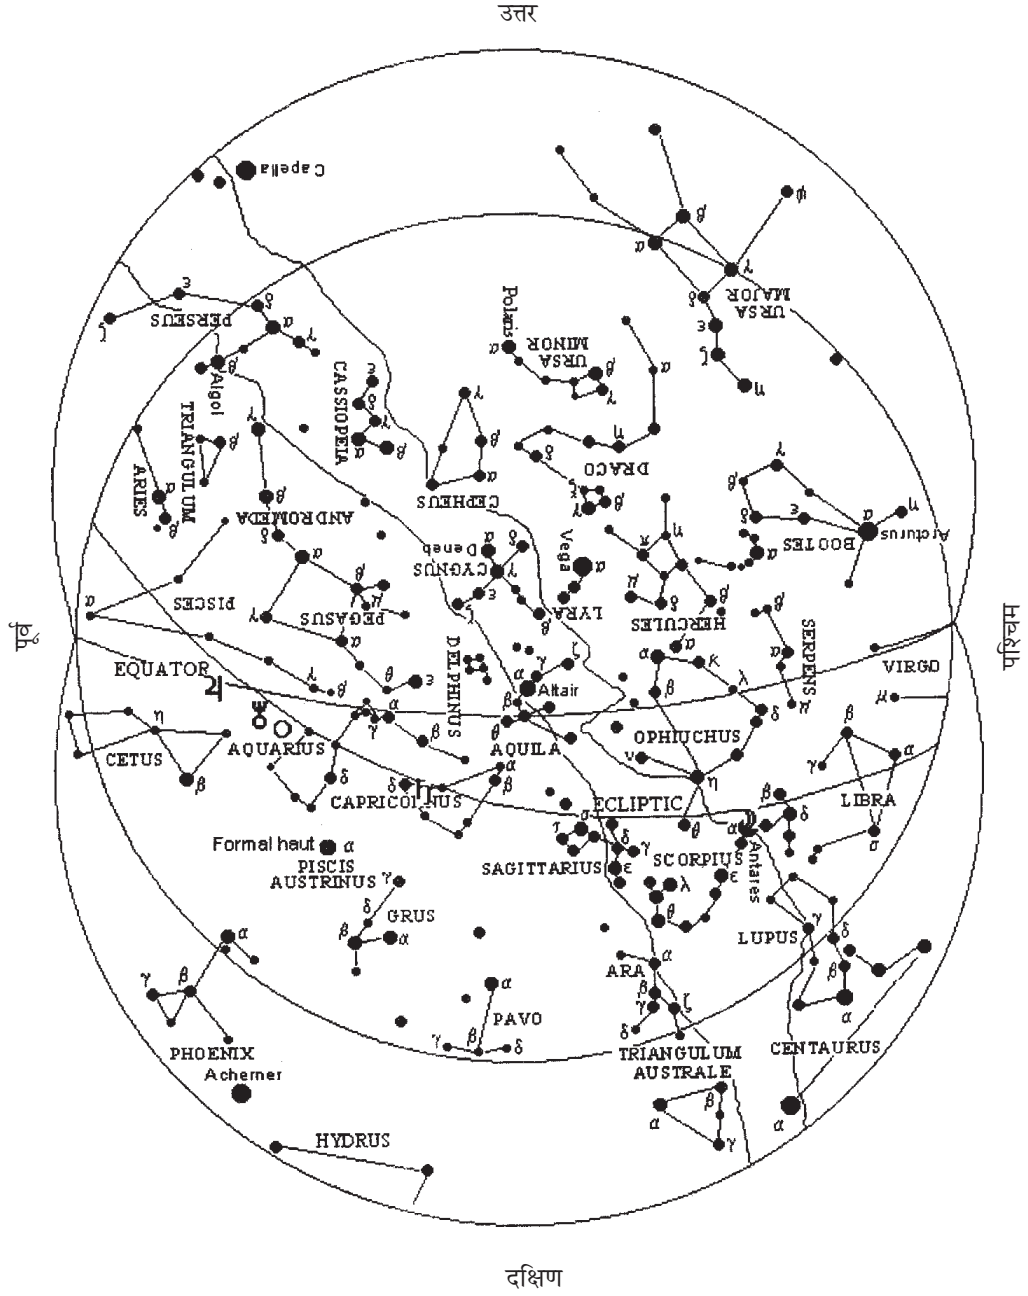 उत्तर
Capella
ψ
β
α
γ
δ
URSA
MAJOR
ε
ζ
η
ε
δ
ζ
PERSEUS
α
γ
β
Algol
Polaris
α
URSA
MINOR
β
γ
α
CASSIOPEIA
ε
δ
γ
α
β
γ
β
α
CEPHEUS
η
δ
DRACO
ξ
β
γ
TRIANGULUM
β
γ
ARIES
α
β
β
ANDROMEDA
δ
α
γ
β
δ
ε
α
η
BOOTES
Arcturus
α
Deneb
α
δ
CYGNUS
γ
ε
ζ
β
Vega
α
LYRA
η
π
μ
δ
β
HERCULES
PISCES
α
β
μ
PEGASUS
γ
α
θ
ε
पूर्व
पश्चिम
β
SERPENS
α
μ
VIRGO
μ
EQUATOR
γ
β
DELPHINUS
ζ
γ
α
Altair
β
θ
AQUILA
α
α
κ
β
λ
δ
OPHIUCHUS
ν
η
θ
η
CETUS
β
AQUARIUS
α
γ
β
δ
δ
CAPRICORNUS
α
β
ECLIPTIC
β
γ
α
LIBRA
σ
Formal haut
α
PISCIS
AUSTRINUS
γ
δ
GRUS
β
α
σ
τ
δ
γ
ε
SAGITTARIUS
α
β
δ
SCORPIUS
Antares
ε
λ
θ
γ
δ
LUPUS
β
α
α
β
γ
PHOENIX
Acherner
α
PAVO
γ
β
δ
ARA
α
β
γ
ζ
δ
TRIANGULUM
AUSTRALE
β
α
γ
CENTAURUS
α
HYDRUS
दक्षिण